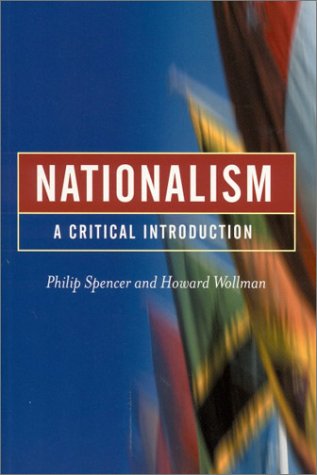 NATIONALISM
A CRITICAL INTRODUCTION
Philip Spencer and Howard Wollman